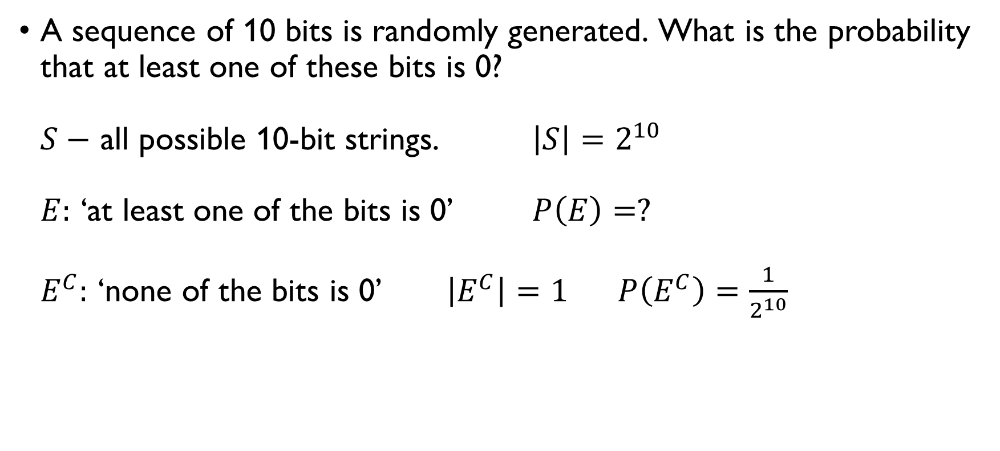 • A sequence of 10 bits is randomly generated. What is the probability
that at least one of these bits is 0?
S − all possible 10-bit strings. |S| = 2^10
E: ‘at least one of the bits is 0’ P(E) =?
E^C: ‘none of the bits is 0’ |E^C| = 1 P(E^C) = 1/2^10